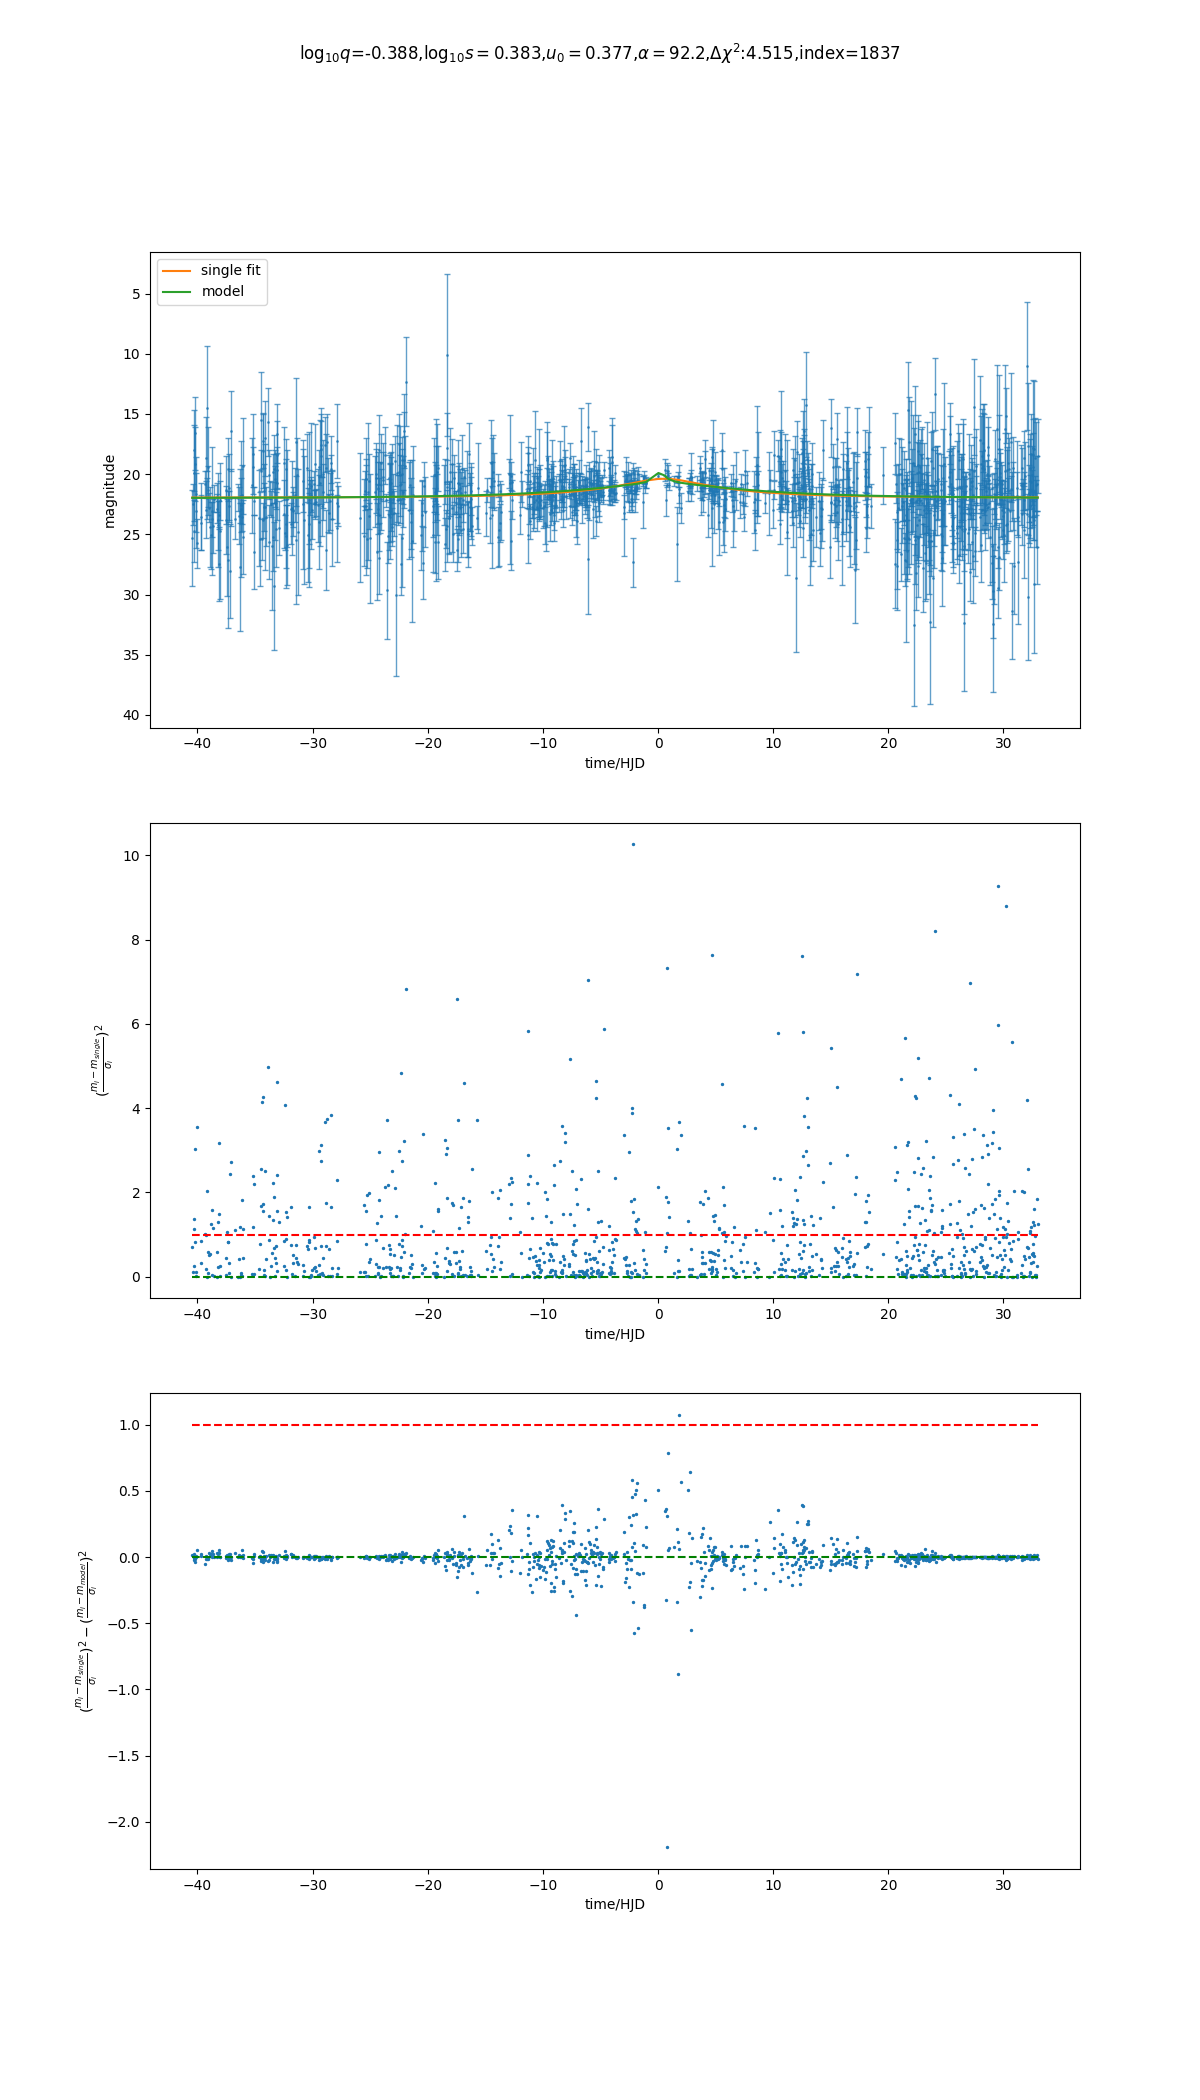 log₁₀q=-0.388,log₁₀s = 0.383,u₀ = 0.377,α = 92.2,Δχ²:4.515,index=1837
single fit
model
5
10
15
20
25
30
35
40
magnitude
−40 −30 −20 −10 0 10 20 30
time/HJD
10
8
6
4
2
0
(mᵢ − m_single / σᵢ)²
−40 −30 −20 −10 0 10 20 30
time/HJD
1.0
0.5
0.0
−0.5
−1.0
−1.5
−2.0
(mᵢ − m_single / σᵢ)² − (mᵢ − m_model / σᵢ)²
−40 −30 −20 −10 0 10 20 30
time/HJD